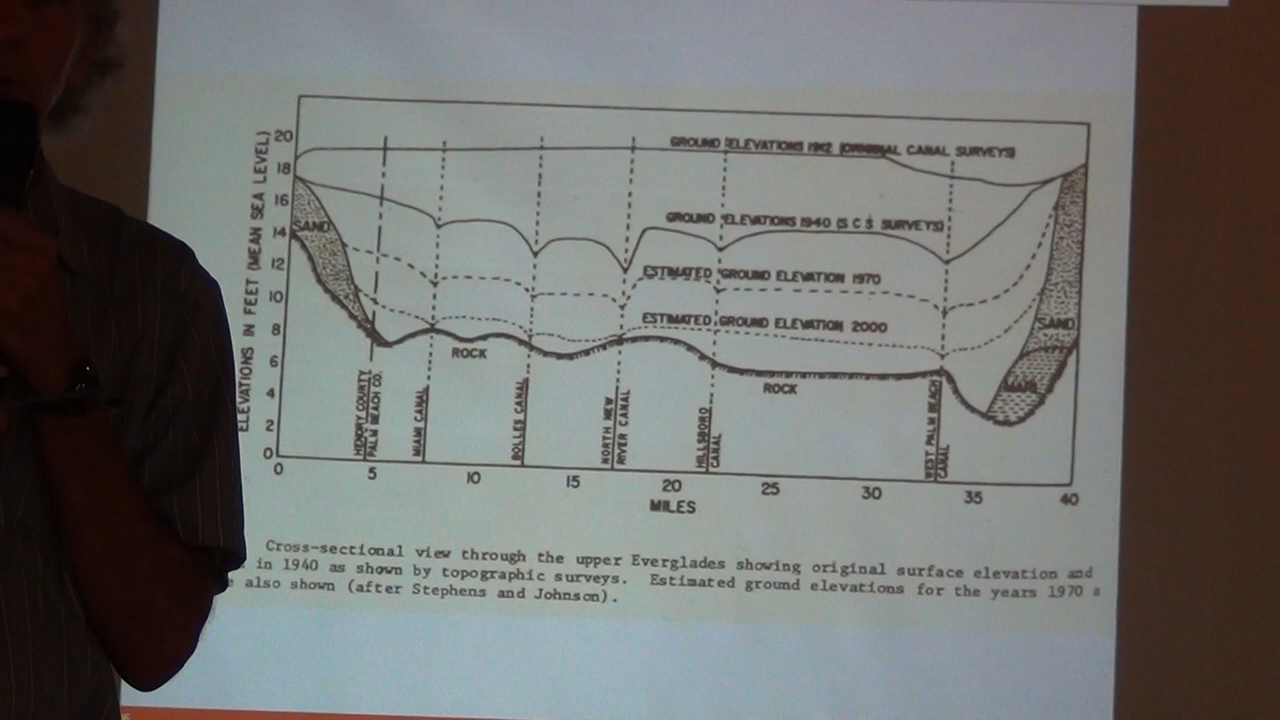 ELEVATIONS IN FEET (MEAN SEA LEVEL)
20
18
16
14
12
10
8
6
4
2
0
GROUND ELEVATIONS 1912 (ORIGINAL CANAL SURVEYS)
GROUND ELEVATIONS 1940 (S C S SURVEYS)
SAND
ESTIMATED GROUND ELEVATION 1970
ESTIMATED GROUND ELEVATION 2000
SAND
ROCK
ROCK
MARL
HENDRY COUNTY
PALM BEACH CO.
MIAMI CANAL
BOLLES CANAL
NORTH NEW
RIVER CANAL
HILLSBORO
CANAL
WEST PALM BEACH
CANAL
0 5 10 15 20 25 30 35 40
MILES
Cross-sectional view through the upper Everglades showing original surface elevation and
in 1940 as shown by topographic surveys. Estimated ground elevations for the years 1970
also shown (after Stephens and Johnson).